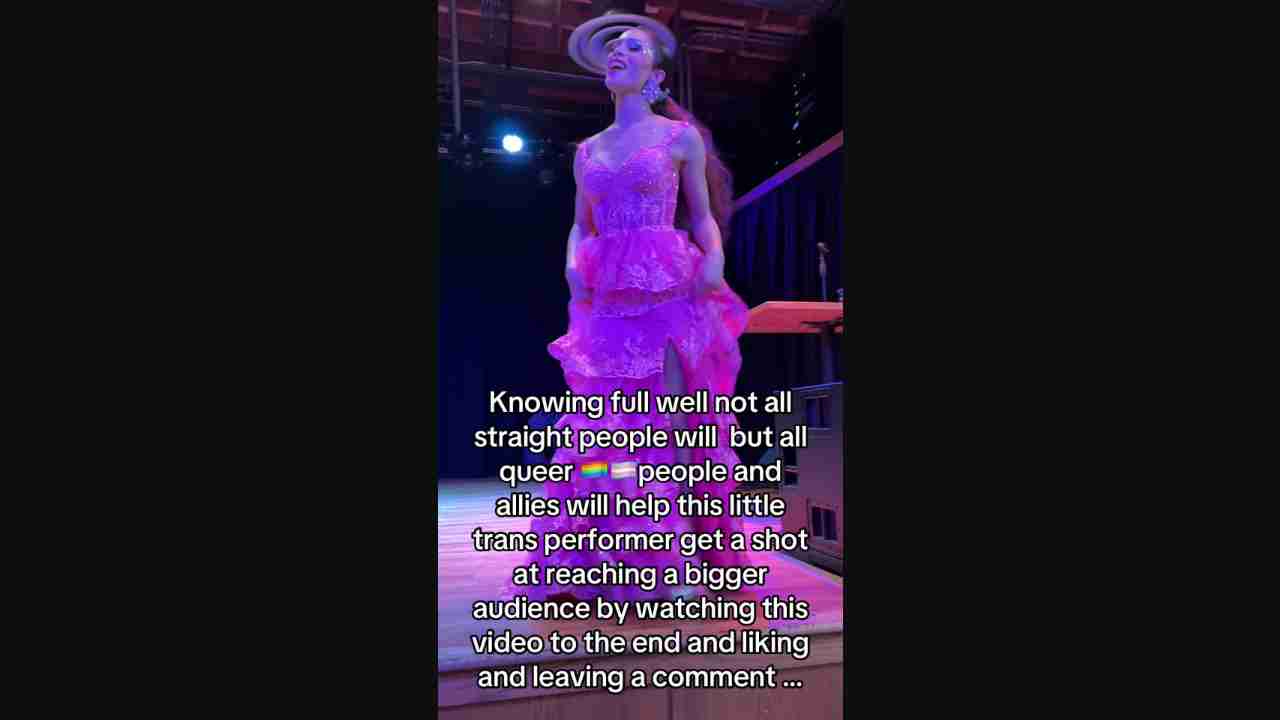 Knowing full well not all
straight people will  but all
queer 🏳️‍🌈🏳️‍⚧️people and
allies will help this little
trans performer get a shot
at reaching a bigger
audience by watching this
video to the end and liking
and leaving a comment ...